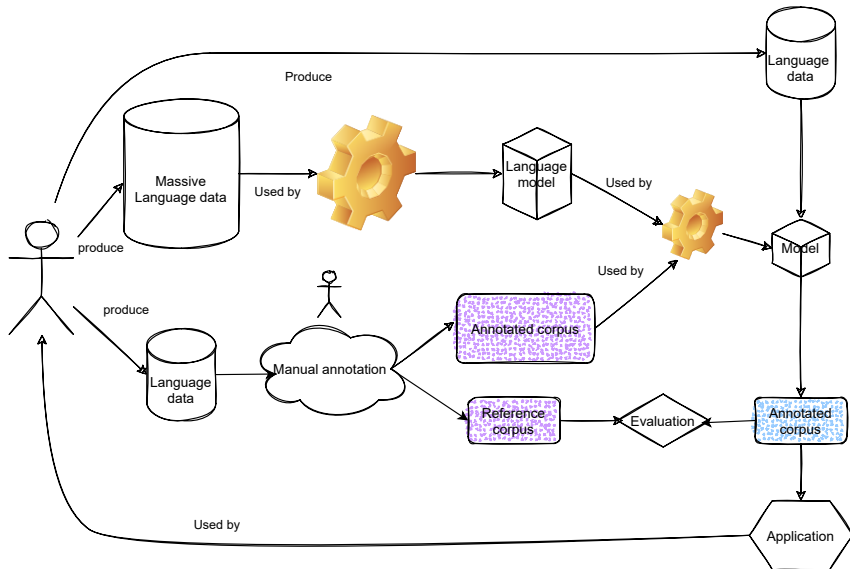 Language
data
Produce
Massive
Language data
Used by
Language
model
Used by
produce
Model
Used by
produce
Annotated corpus
Manual annotation
Language
data
Reference
corpus
Evaluation
Annotated
corpus
Used by
Application